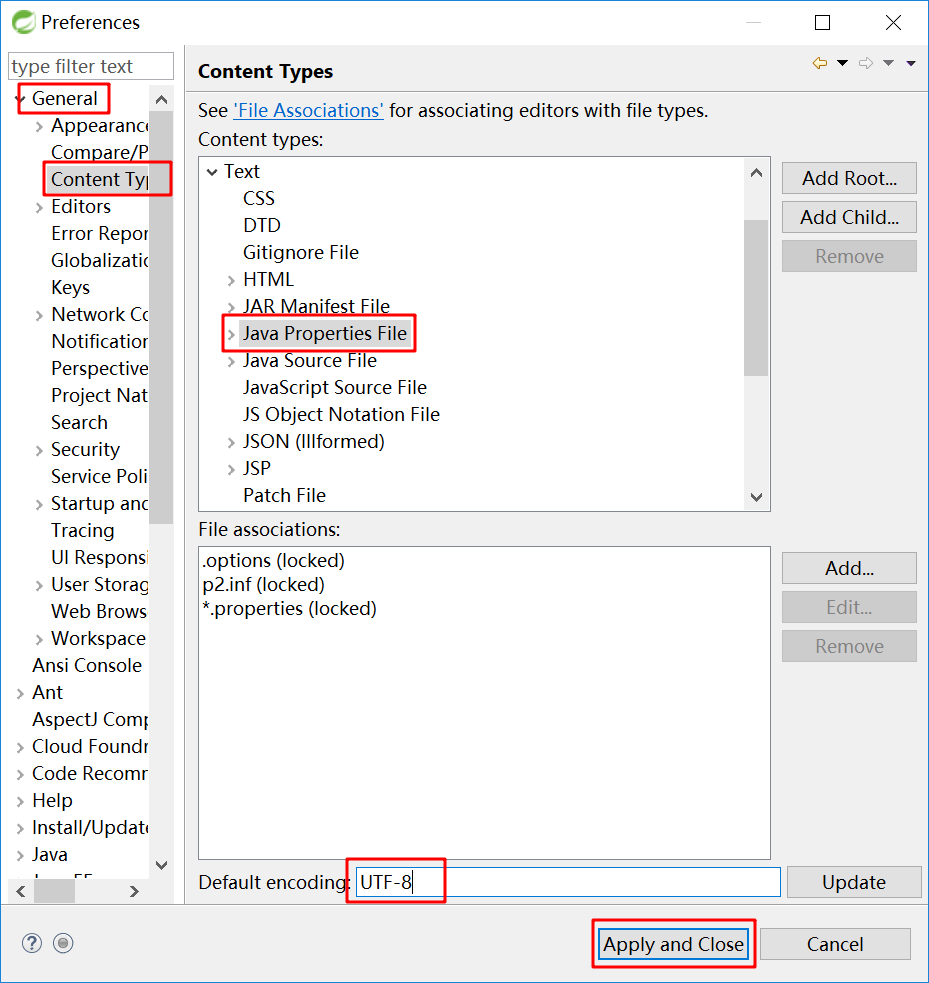 Preferences
type filter text
General
Appearanc
Compare/P
Content Ty
Editors
Error Repor
Globalizatic
Keys
Network Co
Notification
Perspective
Project Nat
Search
Security
Service Poli
Startup and
Tracing
UI Responsi
User Storag
Web Brows
Workspace
Ansi Console
Ant
AspectJ Comp
Cloud Foundr
Code Recomr
Help
Install/Update
Java
Content Types
See 'File Associations' for associating editors with file types.
Content types:
Text
CSS
DTD
Gitignore File
HTML
JAR Manifest File
Java Properties File
Java Source File
JavaScript Source File
JS Object Notation File
JSON (Illformed)
JSP
Patch File
Add Root...
Add Child...
Remove
File associations:
.options (locked)
p2.inf (locked)
*.properties (locked)
Add...
Edit...
Remove
Default encoding: UTF-8
Update
Apply and Close
Cancel